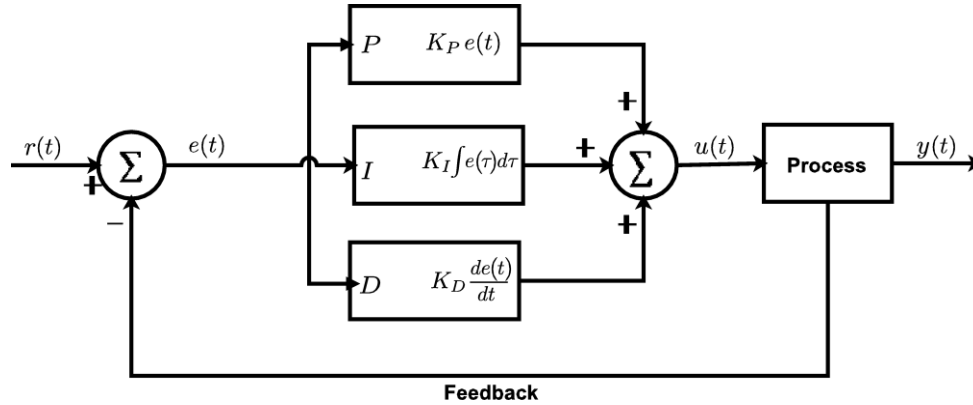 P K_P e(t)
+
r(t) + Σ e(t) I K_I ∫ e(τ)dτ + Σ u(t) Process y(t)
−
+
D K_D de(t)/dt
Feedback